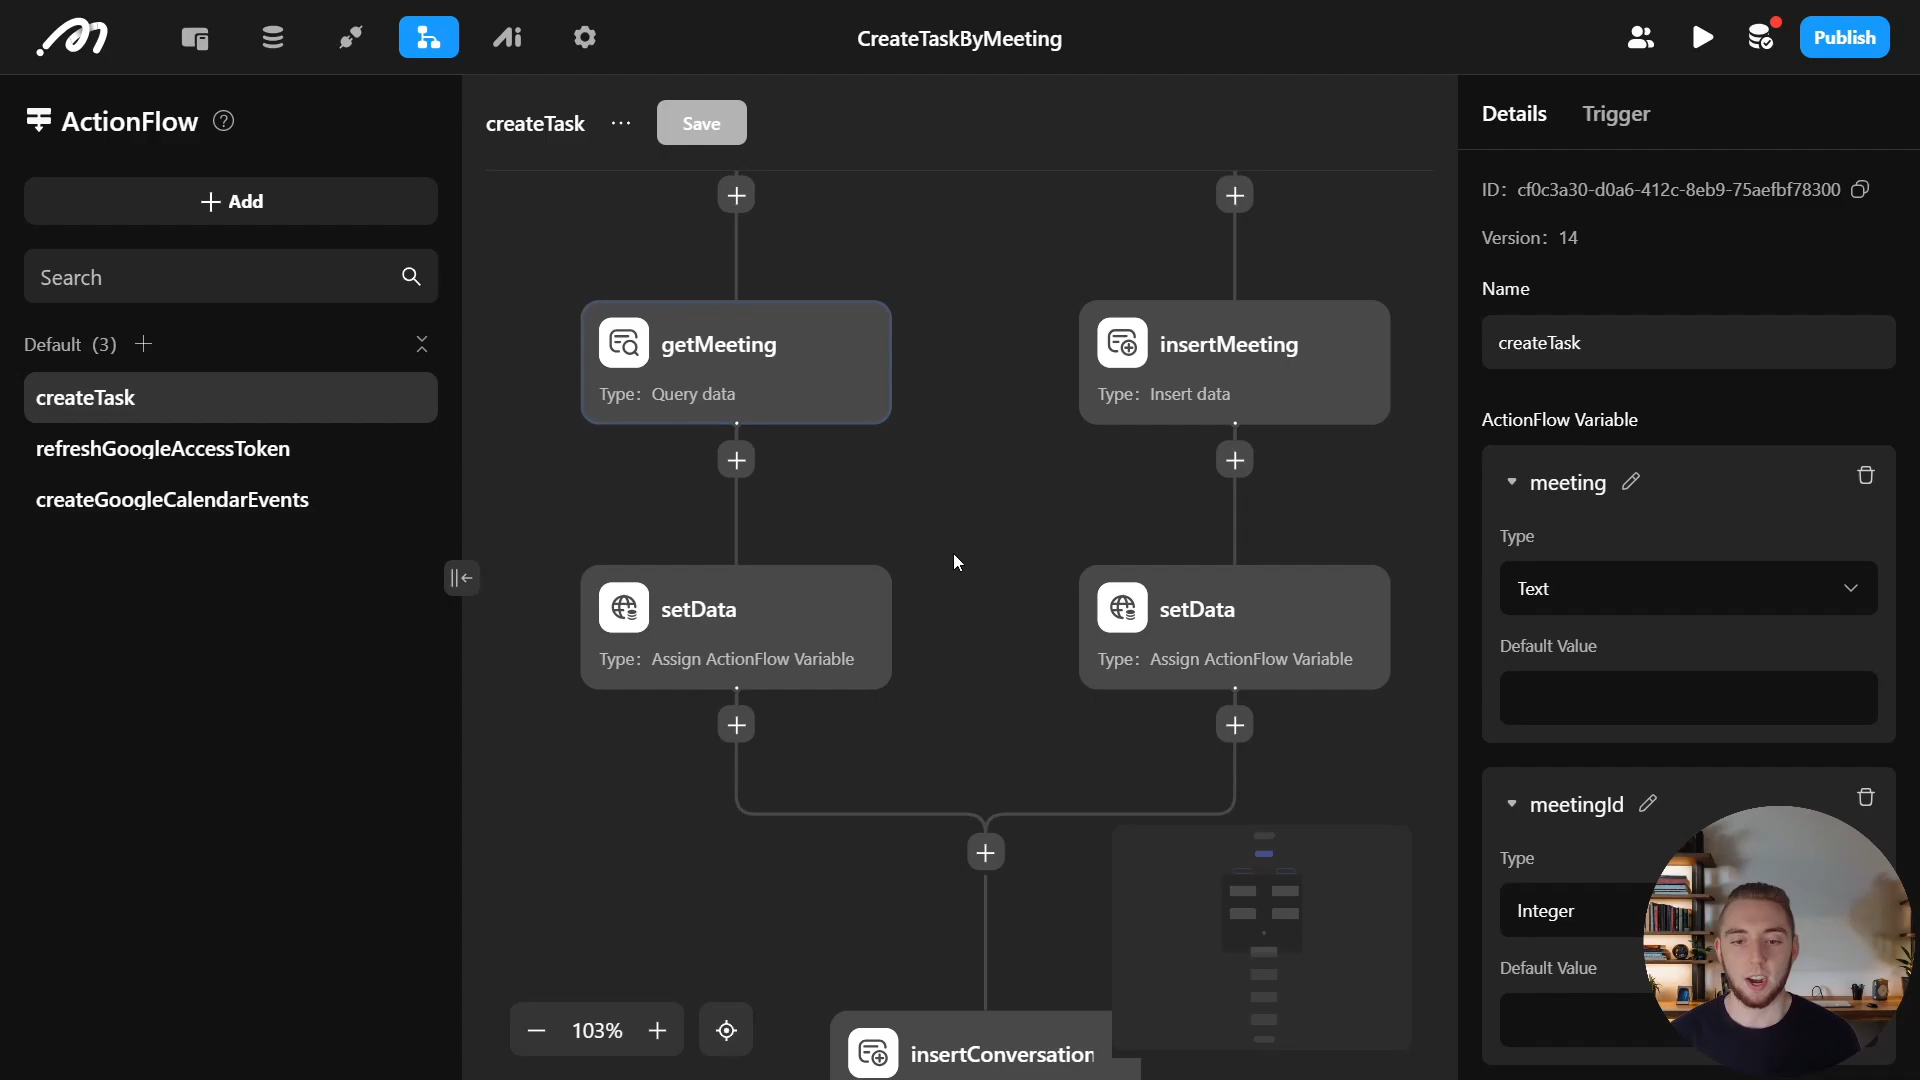 CreateTaskByMeeting
Publish
ActionFlow
Add
Search
Default (3)
createTask
refreshGoogleAccessToken
createGoogleCalendarEvents
createTask
Save
getMeeting
Type: Query data
insertMeeting
Type: Insert data
setData
Type: Assign ActionFlow Variable
setData
Type: Assign ActionFlow Variable
insertConversation
103%
Details
Trigger
ID: cf0c3a30-d0a6-412c-8eb9-75aefbf78300
Version: 14
Name
createTask
ActionFlow Variable
meeting
Type
Text
Default Value
meetingId
Type
Integer
Default Value